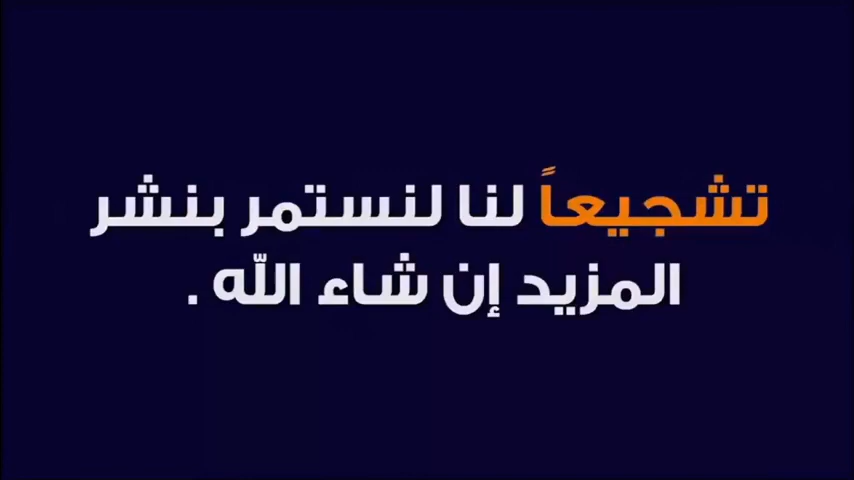 تشجيعاً لنا لنستمر بنشر
المزيد إن شاء الله .